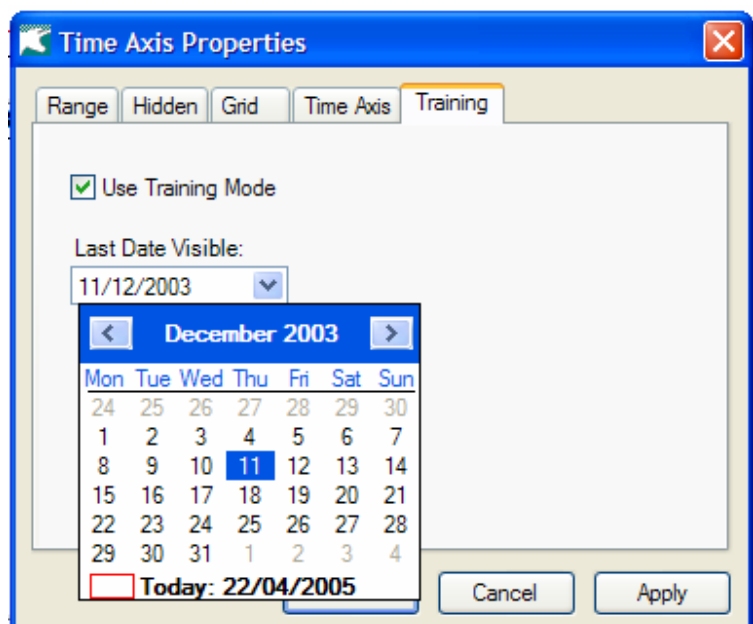 Time Axis Properties
Range Hidden Grid Time Axis Training
Use Training Mode
Last Date Visible:
11/12/2003
December 2003
Mon Tue Wed Thu Fri Sat Sun
24 25 26 27 28 29 30
1 2 3 4 5 6 7
8 9 10 11 12 13 14
15 16 17 18 19 20 21
22 23 24 25 26 27 28
29 30 31 1 2 3 4
Today: 22/04/2005
Cancel Apply